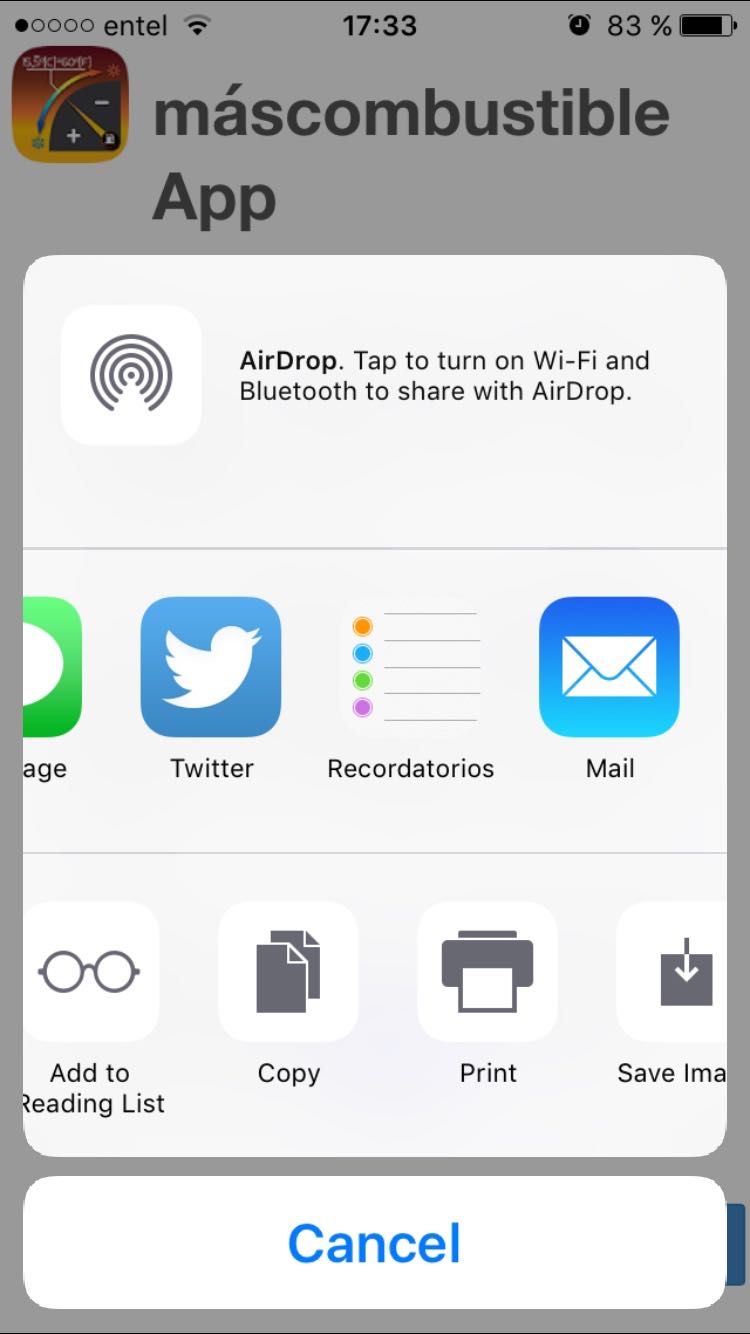 entel 17:33 83 %
máscombustible
App
AirDrop. Tap to turn on Wi-Fi and
Bluetooth to share with AirDrop.
age Twitter Recordatorios Mail
Add to Copy Print Save Ima
Reading List
Cancel